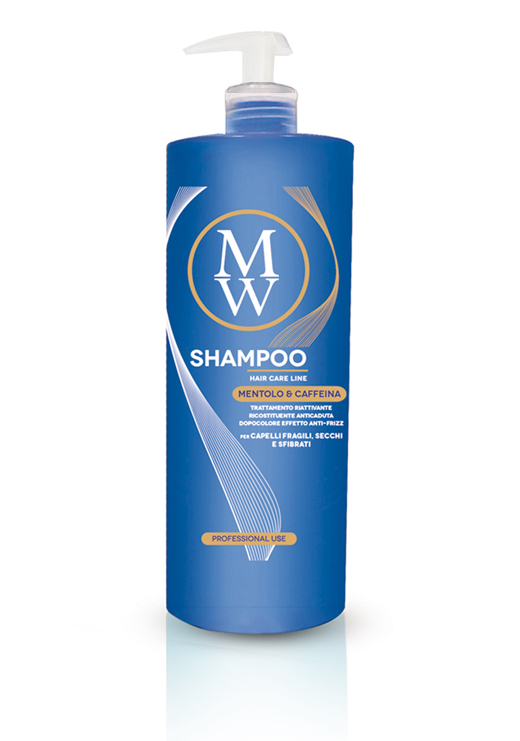 M
W
SHAMPOO
HAIR CARE LINE
MENTOLO & CAFFEINA
TRATTAMENTO RIATTIVANTE
RICOSTITUENTE ANTICADUTA
DOPOCOLORE EFFETTO ANTI-FRIZZ
PER CAPELLI FRAGILI, SECCHI
E SFIBRATI
PROFESSIONAL USE